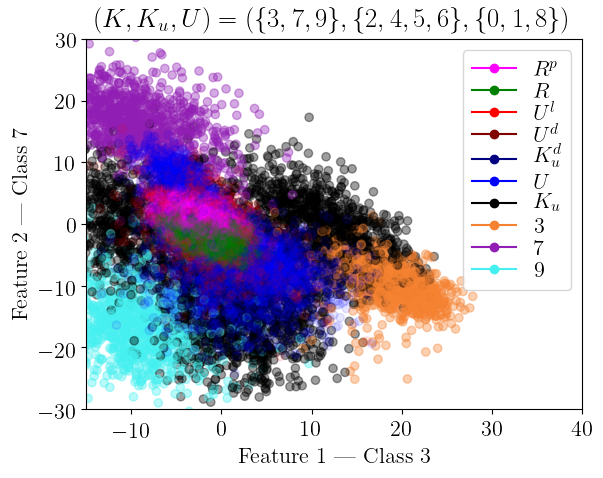 (K, K_u, U) = ({3, 7, 9}, {2, 4, 5, 6}, {0, 1, 8})
30
20
10
0
−10
−20
−30
Feature 2 — Class 7
R^p
R
U^l
U^d
K_u^d
U
K_u
3
7
9
−10
0
10
20
30
40
Feature 1 — Class 3